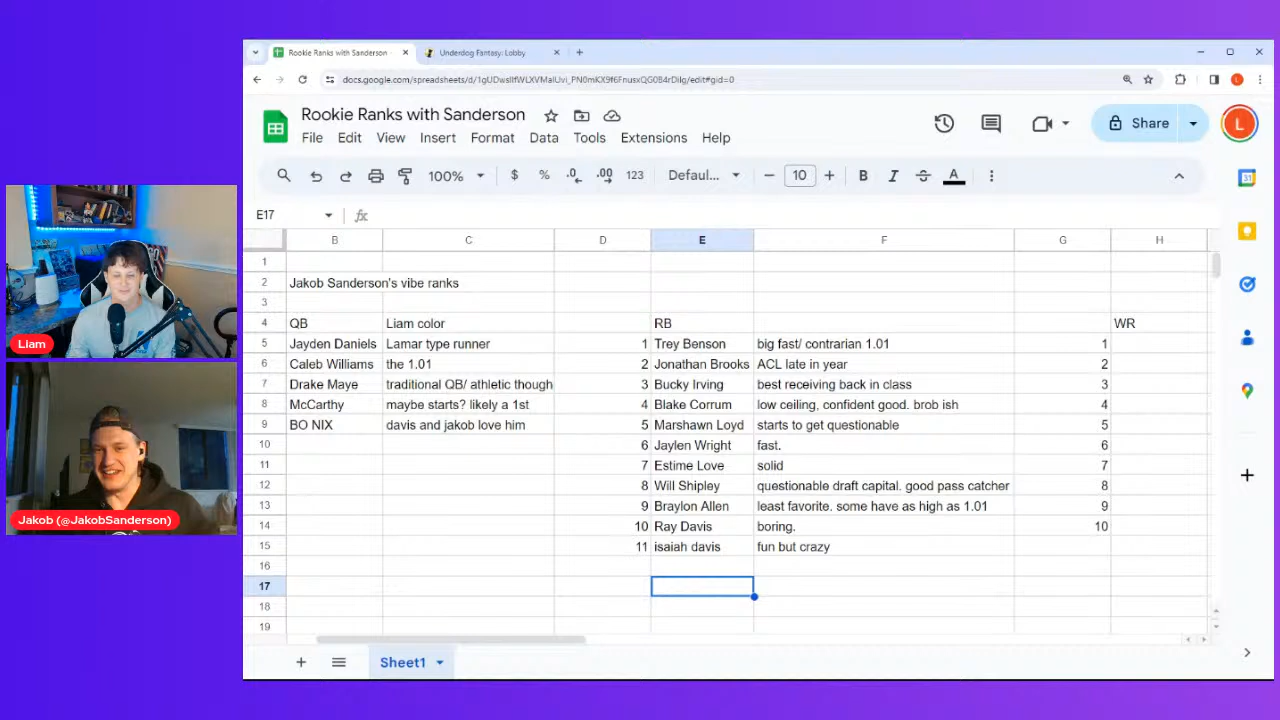 Rookie Ranks with Sanderson
Underdog Fantasy: Lobby
Rookie Ranks with Sanderson
File Edit View Insert Format Data Tools Extensions Help
Share
L
L
100% $ % .0 .00 123 Defaul... 10 B I A
E17 fx
B C D E F G H
1
2 Jakob Sanderson's vibe ranks
3
4 QB Liam color RB WR
5 Jayden Daniels Lamar type runner 1 Trey Benson big fast/ contrarian 1.01 1
6 Caleb Williams the 1.01 2 Jonathan Brooks ACL late in year 2
7 Drake Maye traditional QB/ athletic though 3 Bucky Irving best receiving back in class 3
8 McCarthy maybe starts? likely a 1st 4 Blake Corrum low ceiling, confident good. brob ish 4
9 BO NIX davis and jakob love him 5 Marshawn Loyd starts to get questionable 5
10 6 Jaylen Wright fast. 6
11 7 Estime Love solid 7
12 8 Will Shipley questionable draft capital. good pass catcher 8
13 9 Braylon Allen least favorite. some have as high as 1.01 9
14 10 Ray Davis boring. 10
15 11 isaiah davis fun but crazy
16
17
18
19
Sheet1
31
Liam
Jakob (@JakobSanderson)